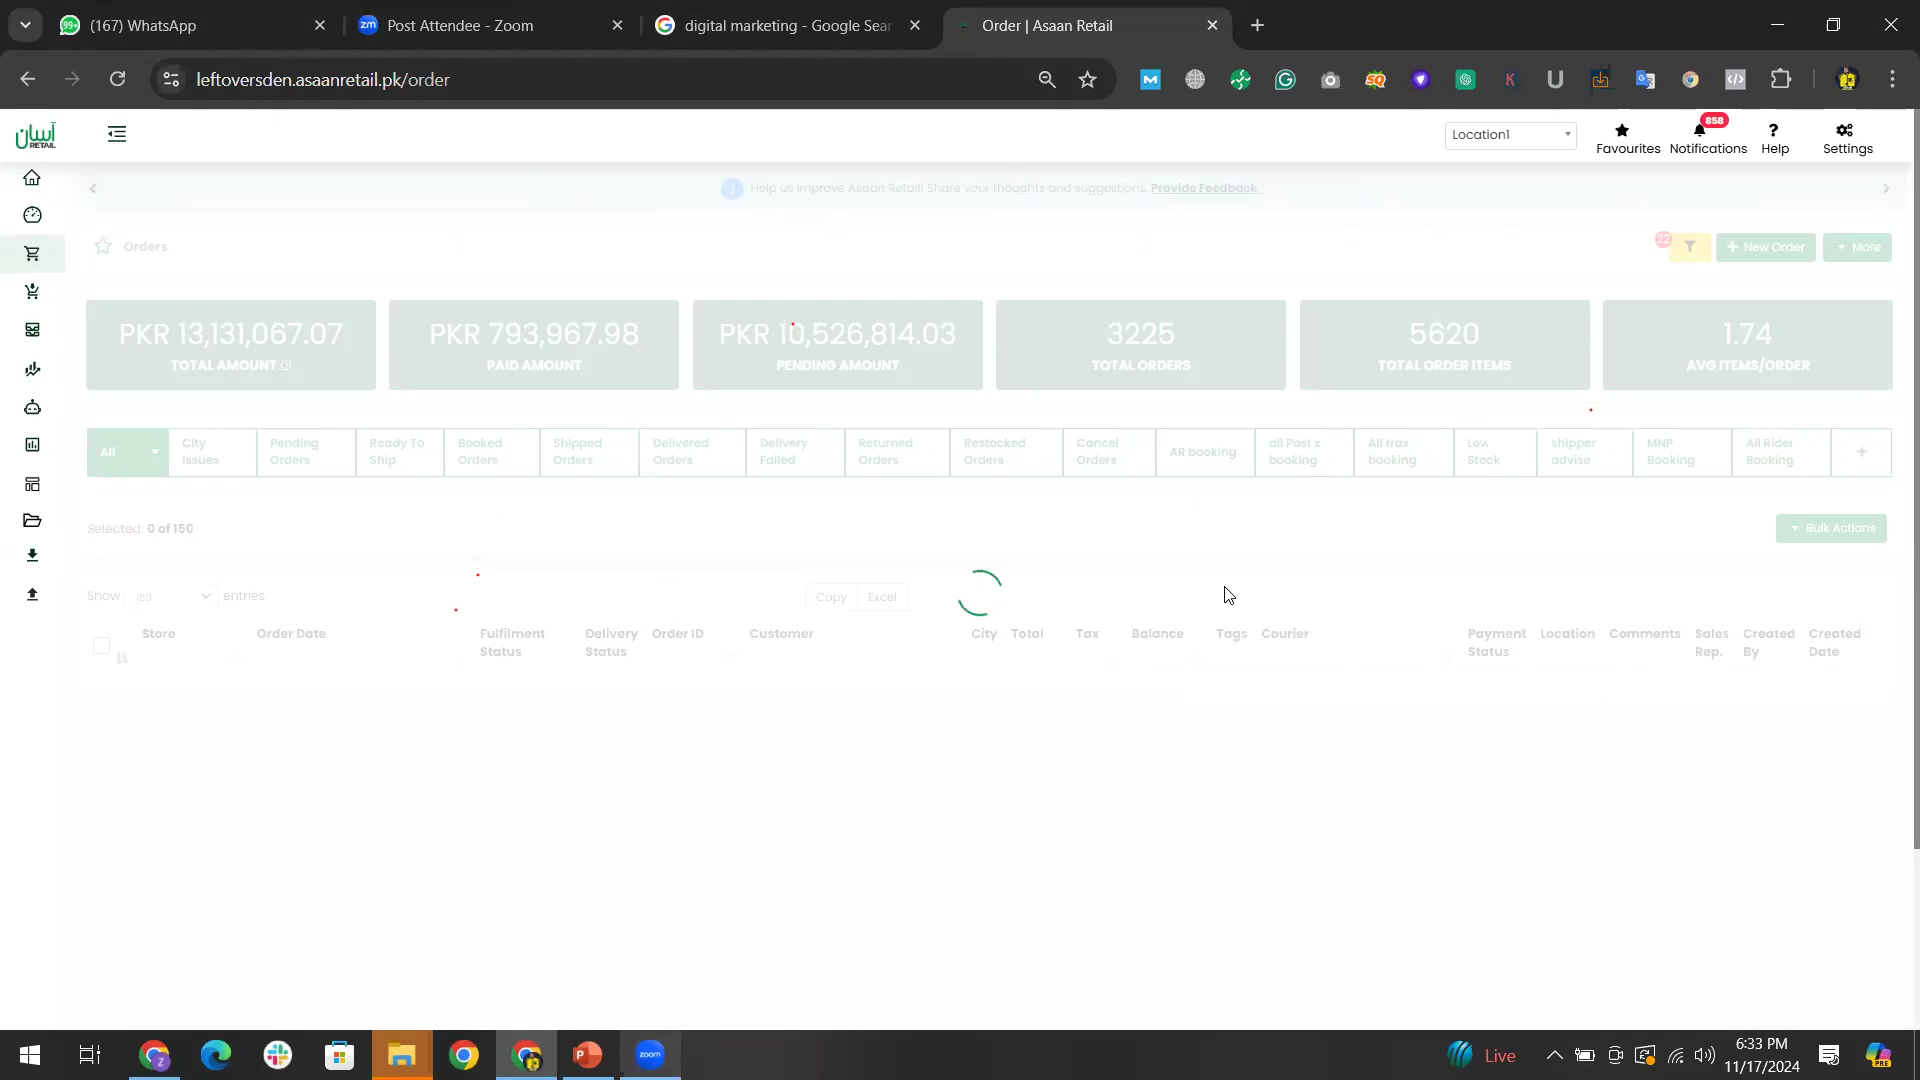 (167) WhatsApp
zm Post Attendee - Zoom
digital marketing - Google Sear
Order | Asaan Retail
leftoversden.asaanretail.pk/order
آسان
RETAIL
Location1
Favourites
858
Notifications
Help
Settings
Help us improve Asaan Retail! Share your thoughts and suggestions. Provide Feedback
Orders
22
+ New Order
More
PKR 13,131,067.07
TOTAL AMOUNT
PKR 793,967.98
PAID AMOUNT
PKR 10,526,814.03
PENDING AMOUNT
3225
TOTAL ORDERS
5620
TOTAL ORDER ITEMS
1.74
AVG ITEMS/ORDER
All
City Issues
Pending Orders
Ready To Ship
Booked Orders
Shipped Orders
Delivered Orders
Delivery Failed
Returned Orders
Restocked Orders
Cancel Orders
AR booking
all Post x booking
All trax booking
Low Stock
shipper advise
MNP Booking
All Rider Booking
+
Selected: 0 of 150
Bulk Actions
Show 150 entries
Copy
Excel
Store
Order Date
Fulfilment Status
Delivery Status
Order ID
Customer
City
Total
Tax
Balance
Tags
Courier
Payment Status
Location
Comments
Sales Rep.
Created By
Created Date
zoom
Live
6:33 PM
11/17/2024
PRE